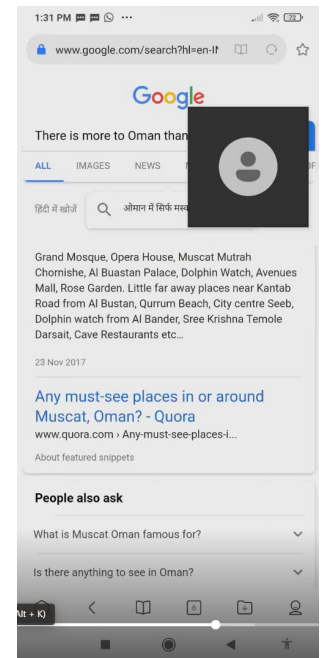 1:31 PM
72
www.google.com/search?hl=en-IN
Google
There is more to Oman than
ALL IMAGES NEWS
हिंदी में खोजें
ओमान में सिर्फ
Grand Mosque, Opera House, Muscat Mutrah
Chornishe, Al Buastan Palace, Dolphin Watch, Avenues
Mall, Rose Garden. Little far away places near Kantab
Road from Al Bustan, Qurrum Beach, City centre Seeb,
Dolphin watch from Al Bander, Sree Krishna Temole
Darsait, Cave Restaurants etc...
23 Nov 2017
Any must-see places in or around
Muscat, Oman? - Quora
www.quora.com › Any-must-see-places-i...
About featured snippets
People also ask
What is Muscat Oman famous for?
Is there anything to see in Oman?
Alt + K)
6